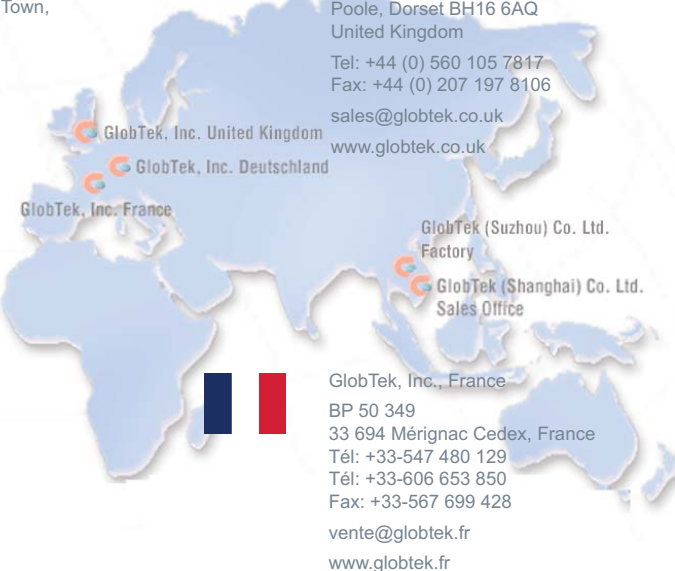 Town,
Poole, Dorset BH16 6AQ
United Kingdom
Tel: +44 (0) 560 105 7817
Fax: +44 (0) 207 197 8106
sales@globtek.co.uk
www.globtek.co.uk
GlobTek, Inc. United Kingdom
GlobTek, Inc. Deutschland
GlobTek, Inc. France
GlobTek (Suzhou) Co. Ltd.
Factory
GlobTek (Shanghai) Co. Ltd.
Sales Office
GlobTek, Inc., France
BP 50 349
33 694 Mérignac Cedex, France
Tél: +33-547 480 129
Tél: +33-606 653 850
Fax: +33-567 699 428
vente@globtek.fr
www.globtek.fr